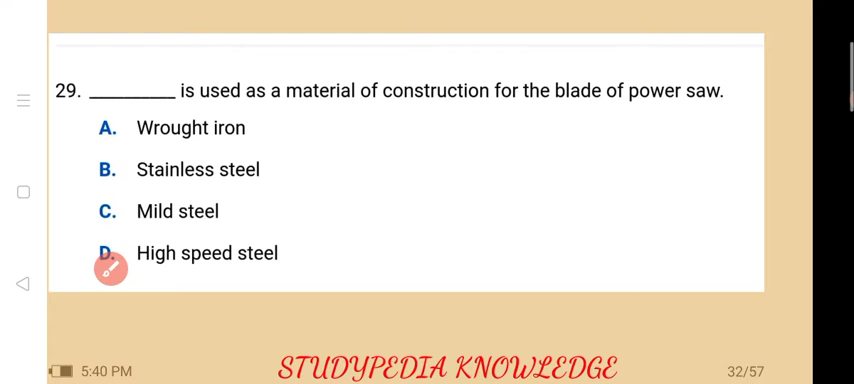 29. __________ is used as a material of construction for the blade of power saw.
A. Wrought iron
B. Stainless steel
C. Mild steel
D. High speed steel
5:40 PM
STUDYPEDIA KNOWLEDGE
32/57